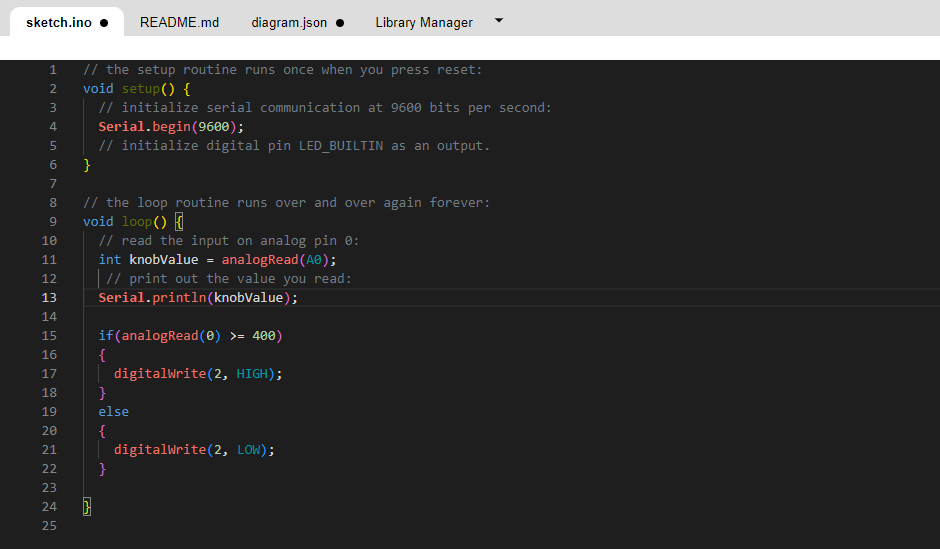 sketch.ino ● README.md diagram.json ● Library Manager ▼
1 // the setup routine runs once when you press reset:
2 void setup() {
3   // initialize serial communication at 9600 bits per second:
4   Serial.begin(9600);
5   // initialize digital pin LED_BUILTIN as an output.
6 }
7
8 // the loop routine runs over and over again forever:
9 void loop() {
10   // read the input on analog pin 0:
11   int knobValue = analogRead(A0);
12    // print out the value you read:
13   Serial.println(knobValue);
14
15   if(analogRead(0) >= 400)
16   {
17     digitalWrite(2, HIGH);
18   }
19   else
20   {
21     digitalWrite(2, LOW);
22   }
23
24 }
25